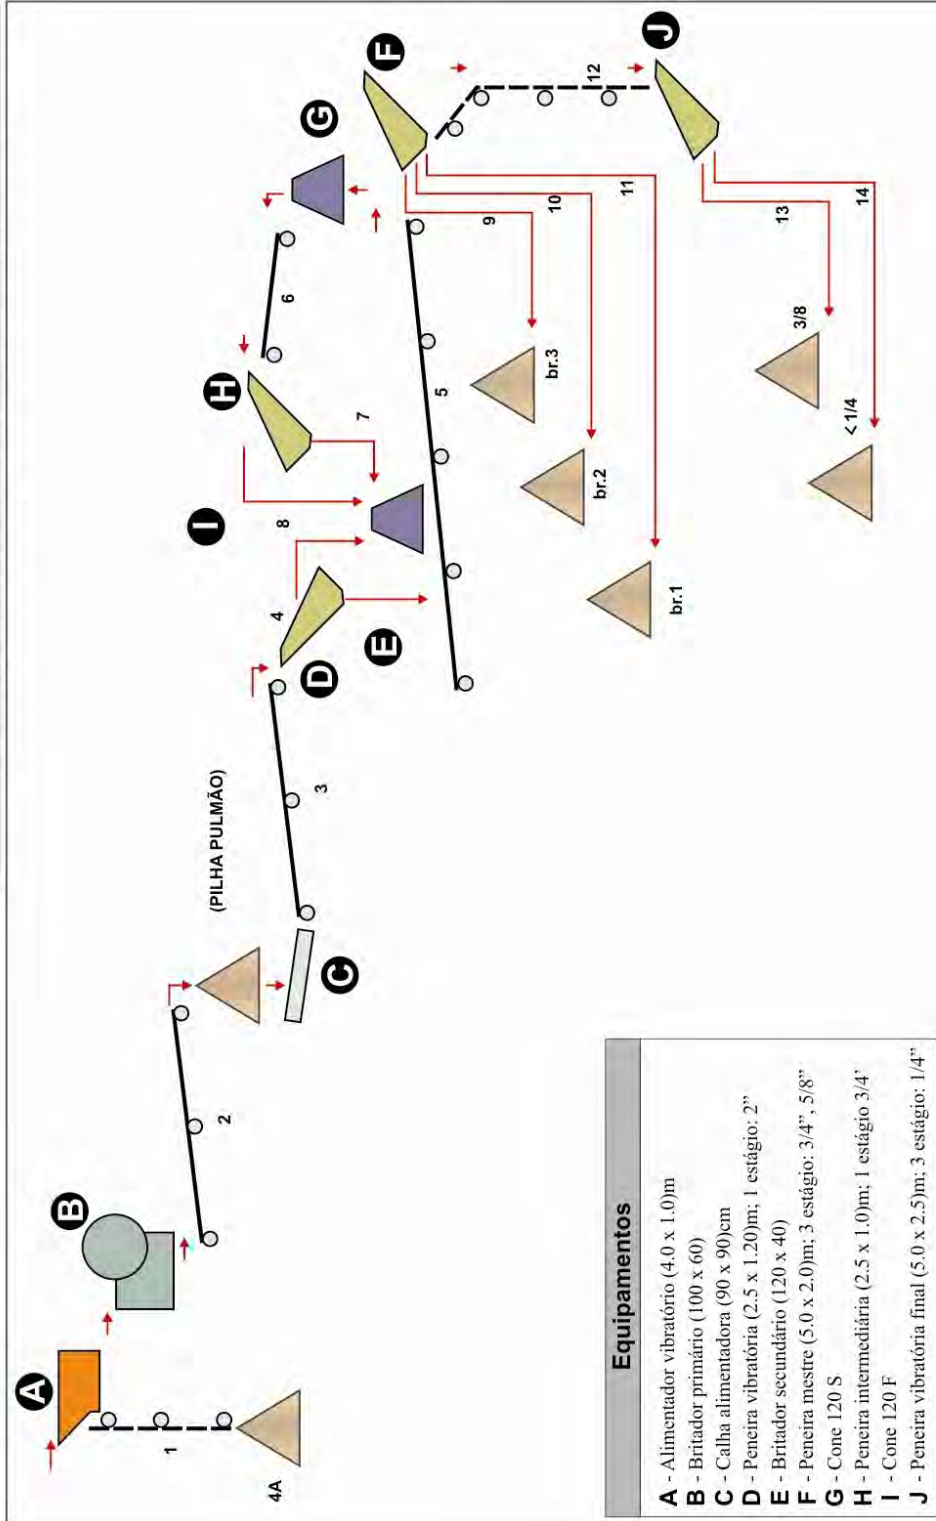 A
B
C
D
E
F
G
H
I
J
1
4A
2
(PILHA PULMÃO)
3
4
8
7
6
5
9
10
11
12
13
14
br.1
br.2
br.3
3/8
< 1/4
Equipamentos
A - Alimentador vibratório (4.0 x 1.0)m
B - Britador primário (100 x 60)
C - Calha alimentadora (90 x 90)cm
D - Peneira vibratória (2.5 x 1.20)m; 1 estágio: 2”
E - Britador secundário (120 x 40)
F - Peneira mestre (5.0 x 2.0)m; 3 estágio: 3/4”, 5/8”
G - Cone 120 S
H - Peneira intermediária (2.5 x 1.0)m; 1 estágio 3/4'
I - Cone 120 F
J - Peneira vibratória final (5.0 x 2.5)m; 3 estágio: 1/4”